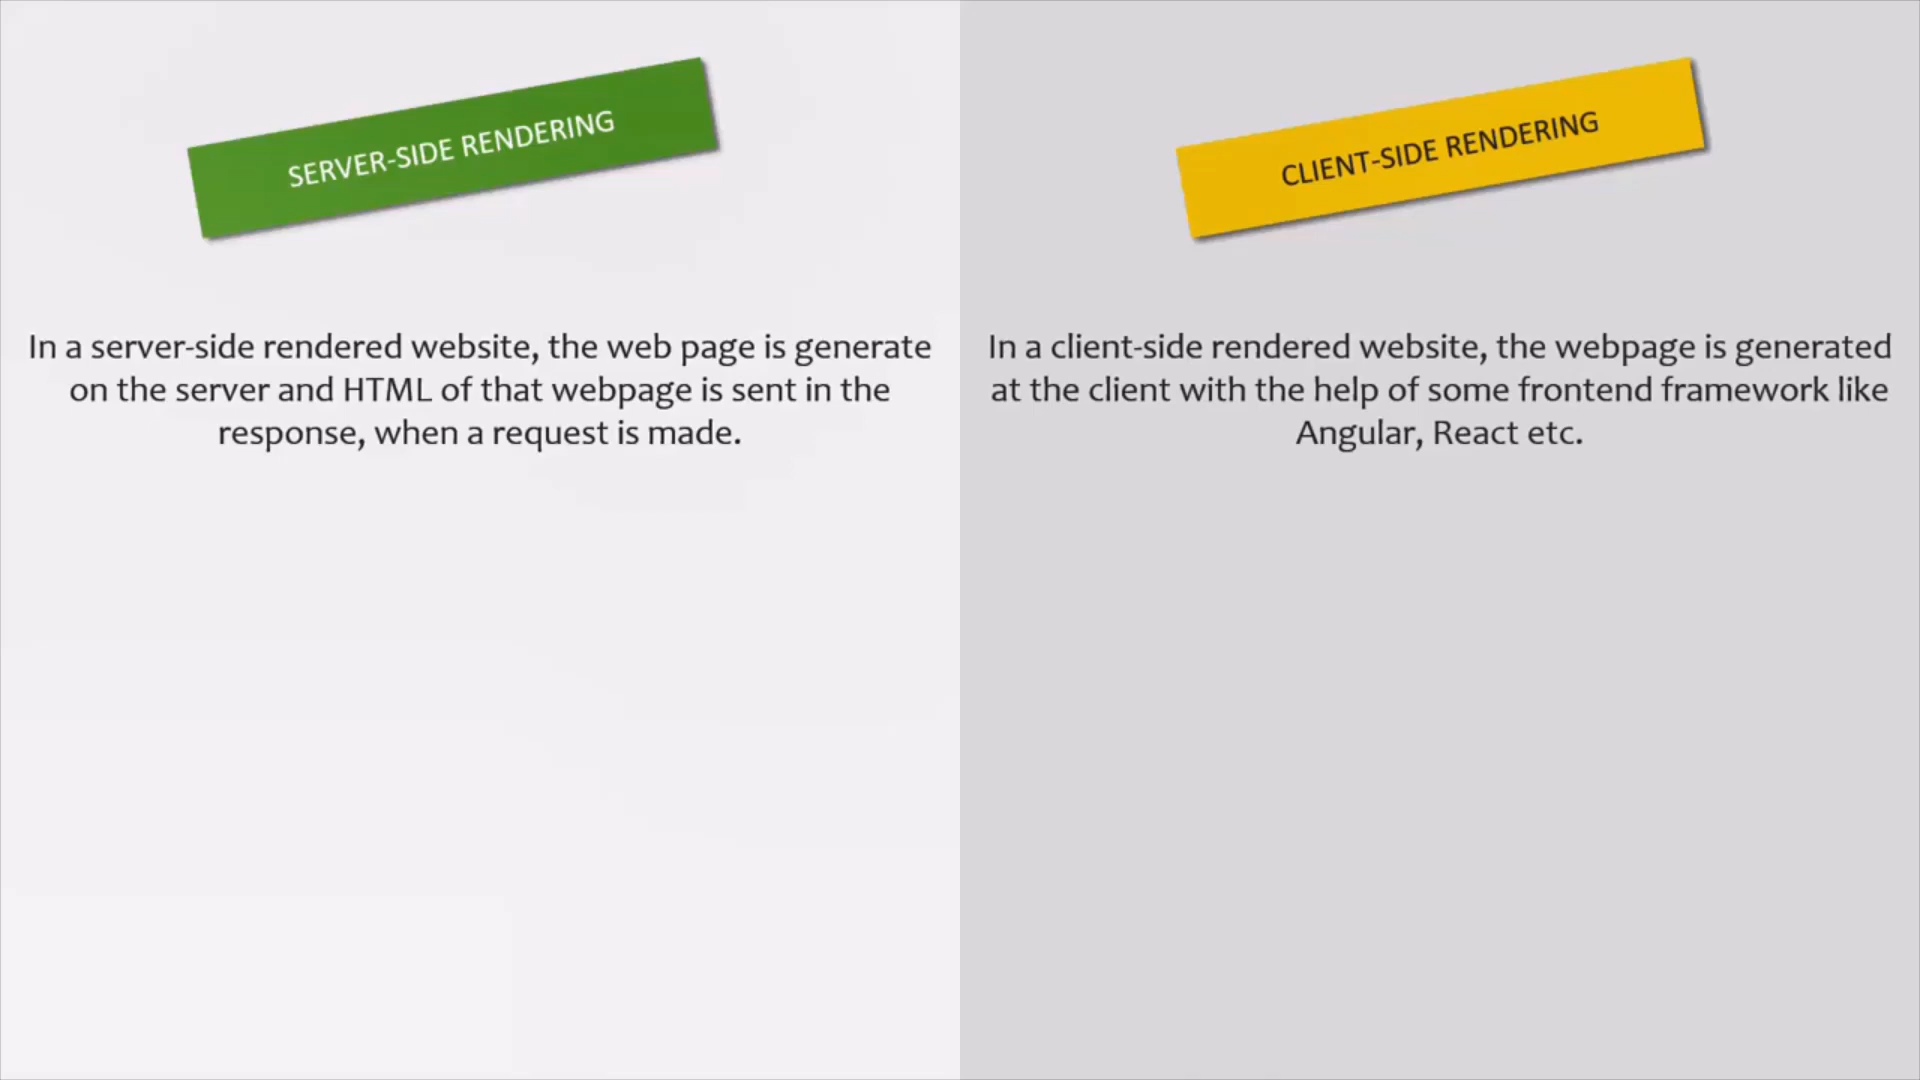 SERVER-SIDE RENDERING
In a server-side rendered website, the web page is generate
on the server and HTML of that webpage is sent in the
response, when a request is made.
CLIENT-SIDE RENDERING
In a client-side rendered website, the webpage is generated
at the client with the help of some frontend framework like
Angular, React etc.